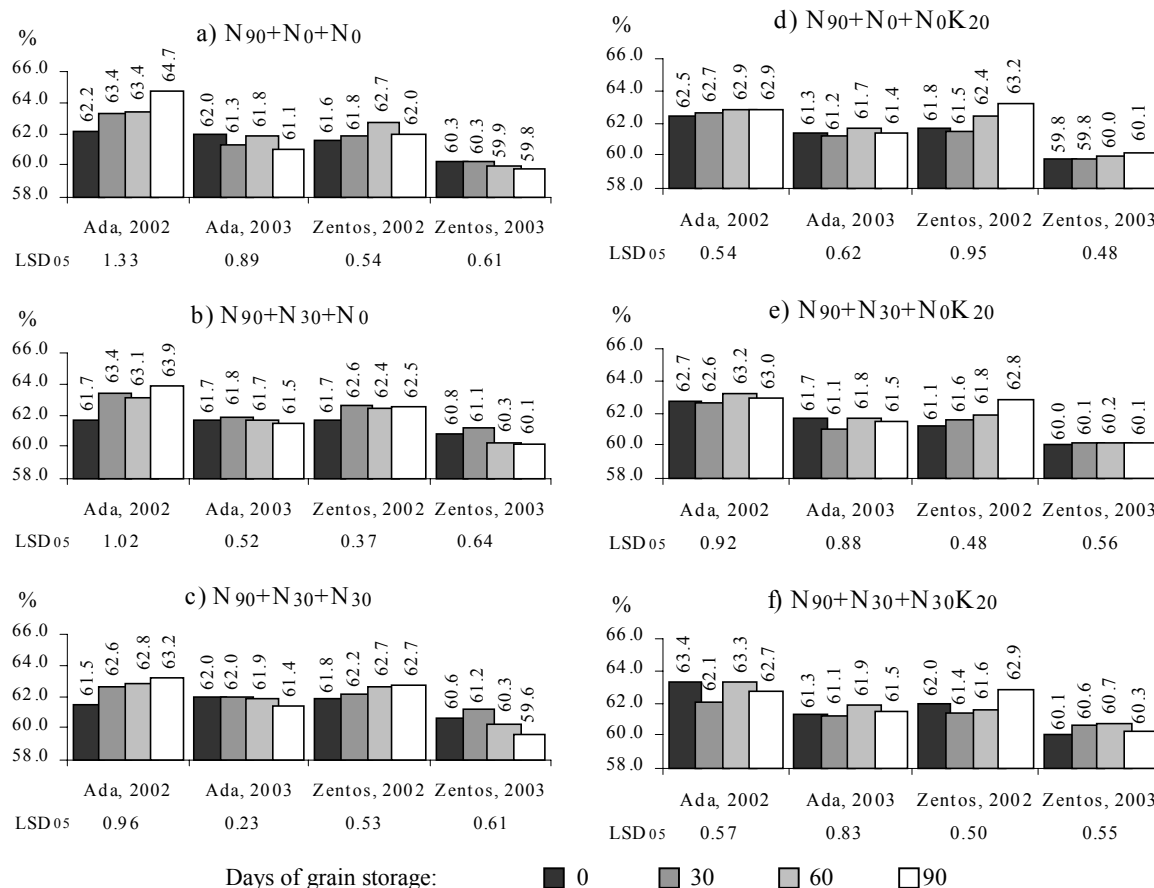 a) N90+N0+N0
%
66.0
64.0
62.0
60.0
58.0
62.2 63.4 63.4 64.7 62.0 61.3 61.8 61.1 61.6 61.8 62.7 62.0 60.3 60.3 59.9 59.8
Ada, 2002 Ada, 2003 Zentos, 2002 Zentos, 2003
LSD05 1.33 0.89 0.54 0.61
b) N90+N30+N0
%
66.0
64.0
62.0
60.0
58.0
61.7 63.4 63.1 63.9 61.7 61.8 61.7 61.5 61.7 62.6 62.4 62.5 60.8 61.1 60.3 60.1
Ada, 2002 Ada, 2003 Zentos, 2002 Zentos, 2003
LSD05 1.02 0.52 0.37 0.64
c) N90+N30+N30
%
66.0
64.0
62.0
60.0
58.0
61.5 62.6 62.8 63.2 62.0 62.0 61.9 61.4 61.8 62.2 62.7 62.7 60.6 61.2 60.3 59.6
Ada, 2002 Ada, 2003 Zentos, 2002 Zentos, 2003
LSD05 0.96 0.23 0.53 0.61
d) N90+N0+N0K20
%
66.0
64.0
62.0
60.0
58.0
62.5 62.7 62.9 62.9 61.3 61.2 61.7 61.4 61.8 61.5 62.4 63.2 59.8 59.8 60.0 60.1
Ada, 2002 Ada, 2003 Zentos, 2002 Zentos, 2003
LSD05 0.54 0.62 0.95 0.48
e) N90+N30+N0K20
%
66.0
64.0
62.0
60.0
58.0
62.7 62.6 63.2 63.0 61.7 61.1 61.8 61.5 61.1 61.6 61.8 62.8 60.0 60.1 60.2 60.1
Ada, 2002 Ada, 2003 Zentos, 2002 Zentos, 2003
LSD05 0.92 0.88 0.48 0.56
f) N90+N30+N30K20
%
66.0
64.0
62.0
60.0
58.0
63.4 62.1 63.3 62.7 61.3 61.1 61.9 61.5 62.0 61.4 61.6 62.9 60.1 60.6 60.7 60.3
Ada, 2002 Ada, 2003 Zentos, 2002 Zentos, 2003
LSD05 0.57 0.83 0.50 0.55
Days of grain storage: 0 30 60 90